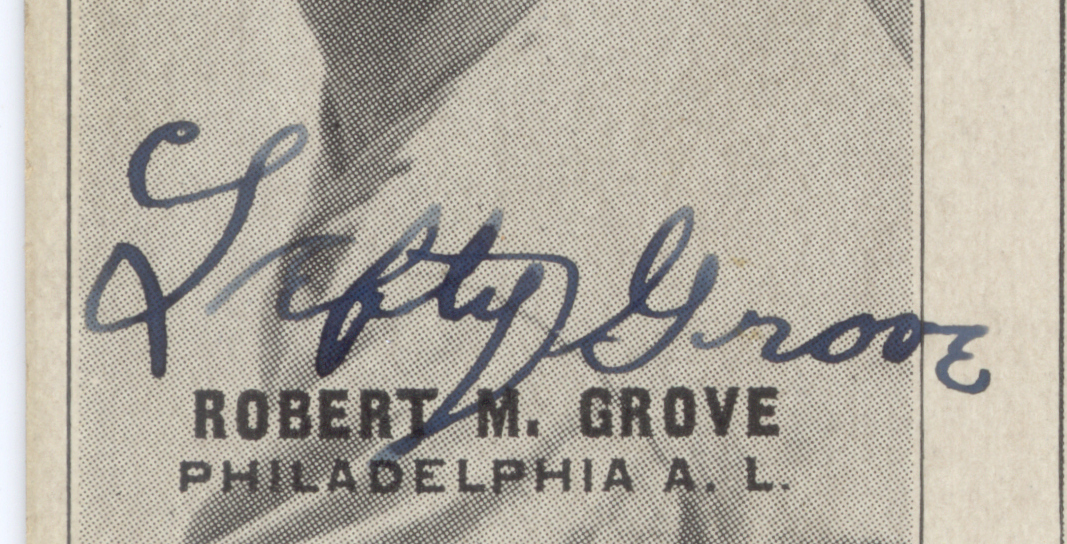 Lefty Grove
ROBERT M. GROVE
PHILADELPHIA A. L.